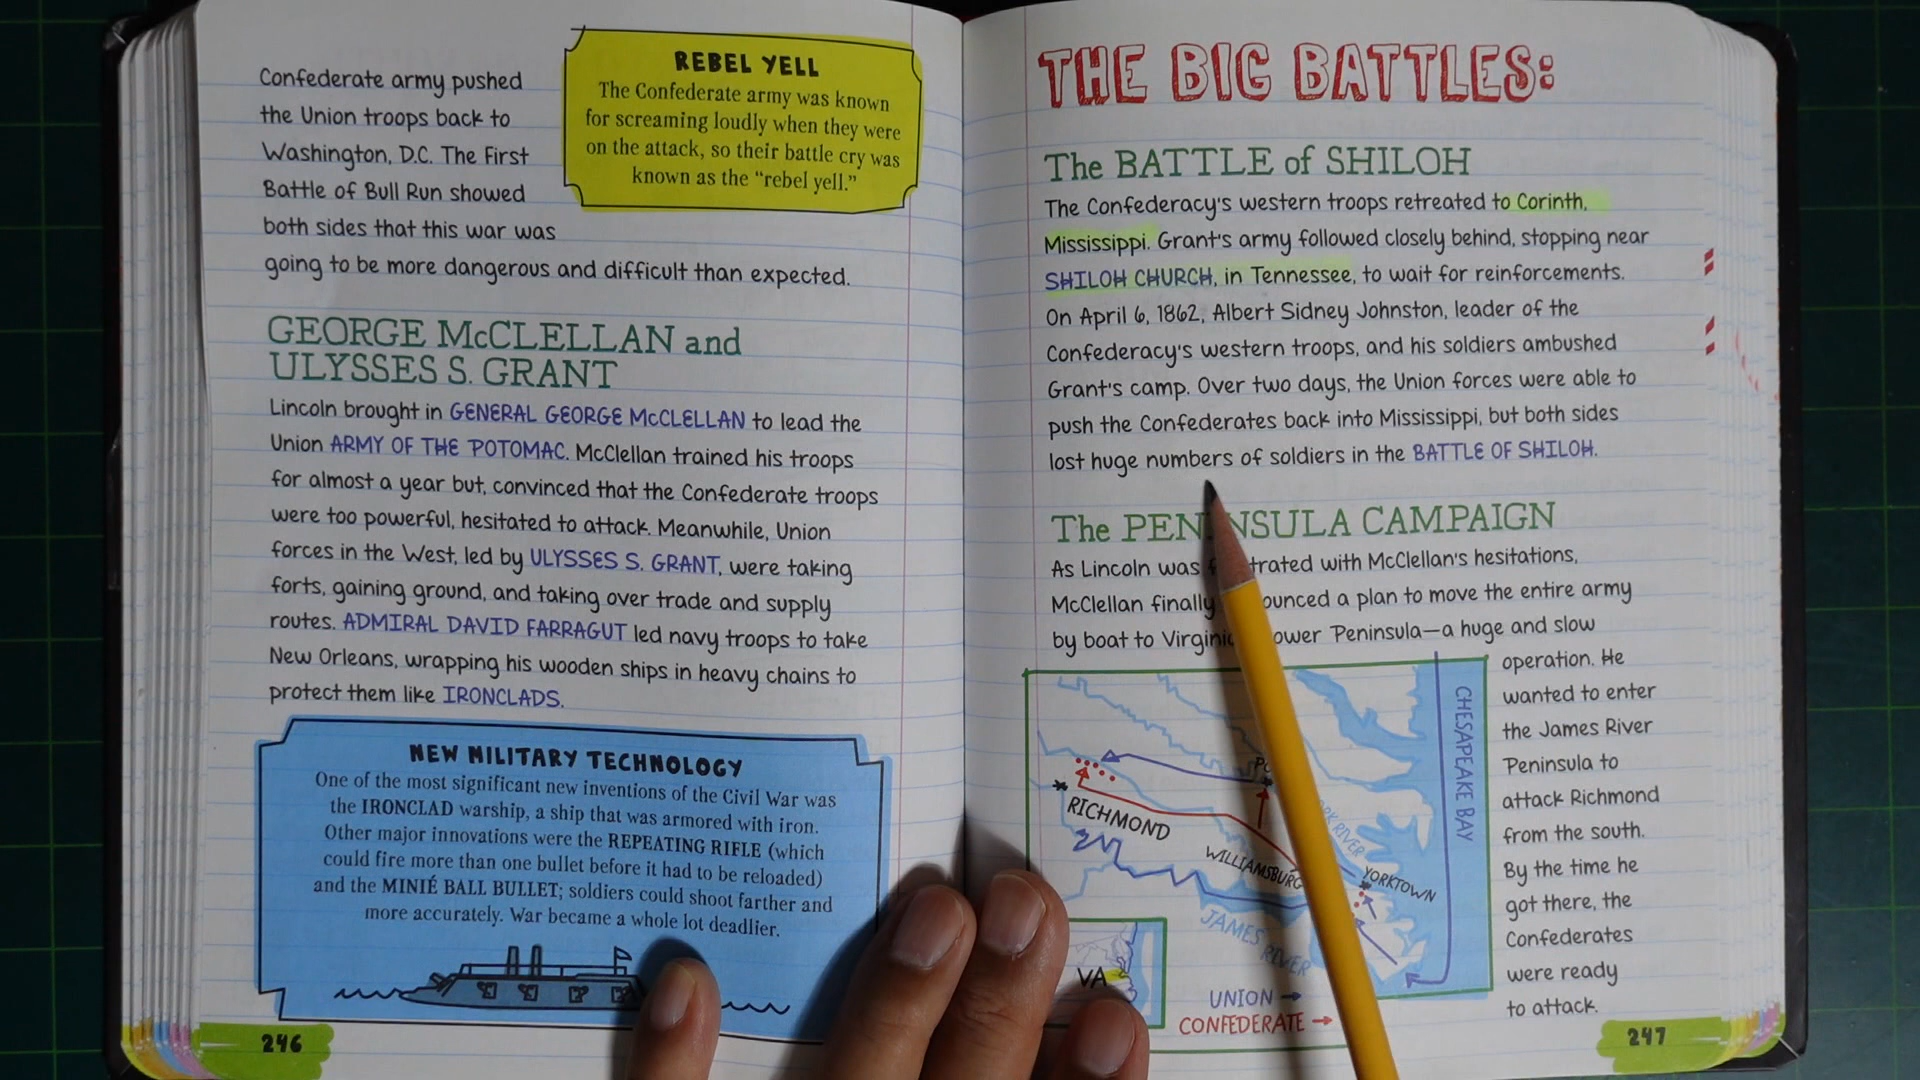 Confederate army pushed
the Union troops back to
Washington, D.C. The First
Battle of Bull Run showed
both sides that this war was
going to be more dangerous and difficult than expected.
REBEL YELL
The Confederate army was known
for screaming loudly when they were
on the attack, so their battle cry was
known as the “rebel yell.”
GEORGE McCLELLAN and
ULYSSES S. GRANT
Lincoln brought in GENERAL GEORGE McCLELLAN to lead the
Union ARMY OF THE POTOMAC. McClellan trained his troops
for almost a year but, convinced that the Confederate troops
were too powerful, hesitated to attack. Meanwhile, Union
forces in the West, led by ULYSSES S. GRANT, were taking
forts, gaining ground, and taking over trade and supply
routes. ADMIRAL DAVID FARRAGUT led navy troops to take
New Orleans, wrapping his wooden ships in heavy chains to
protect them like IRONCLADS.
NEW MILITARY TECHNOLOGY
One of the most significant new inventions of the Civil War was
the IRONCLAD warship, a ship that was armored with iron.
Other major innovations were the REPEATING RIFLE (which
could fire more than one bullet before it had to be reloaded)
and the MINIÉ BALL BULLET; soldiers could shoot farther and
more accurately. War became a whole lot deadlier.
246
THE BIG BATTLES:
The BATTLE of SHILOH
The Confederacy's western troops retreated to Corinth,
Mississippi. Grant's army followed closely behind, stopping near
SHILOH CHURCH, in Tennessee, to wait for reinforcements.
On April 6, 1862, Albert Sidney Johnston, leader of the
Confederacy's western troops, and his soldiers ambushed
Grant's camp. Over two days, the Union forces were able to
push the Confederates back into Mississippi, but both sides
lost huge numbers of soldiers in the BATTLE OF SHILOH.
The PENINSULA CAMPAIGN
As Lincoln was trated with McClellan's hesitations,
McClellan finally ounced a plan to move the entire army
by boat to Virginia ower Peninsula—a huge and slow
operation. He
wanted to enter
the James River
Peninsula to
attack Richmond
from the south.
By the time he
got there, the
Confederates
were ready
to attack.
CHESAPEAKE BAY
RICHMOND
WILLIAMSBURG
RIVER
YORKTOWN
JAMES RIVER
VA
UNION
CONFEDERATE
247